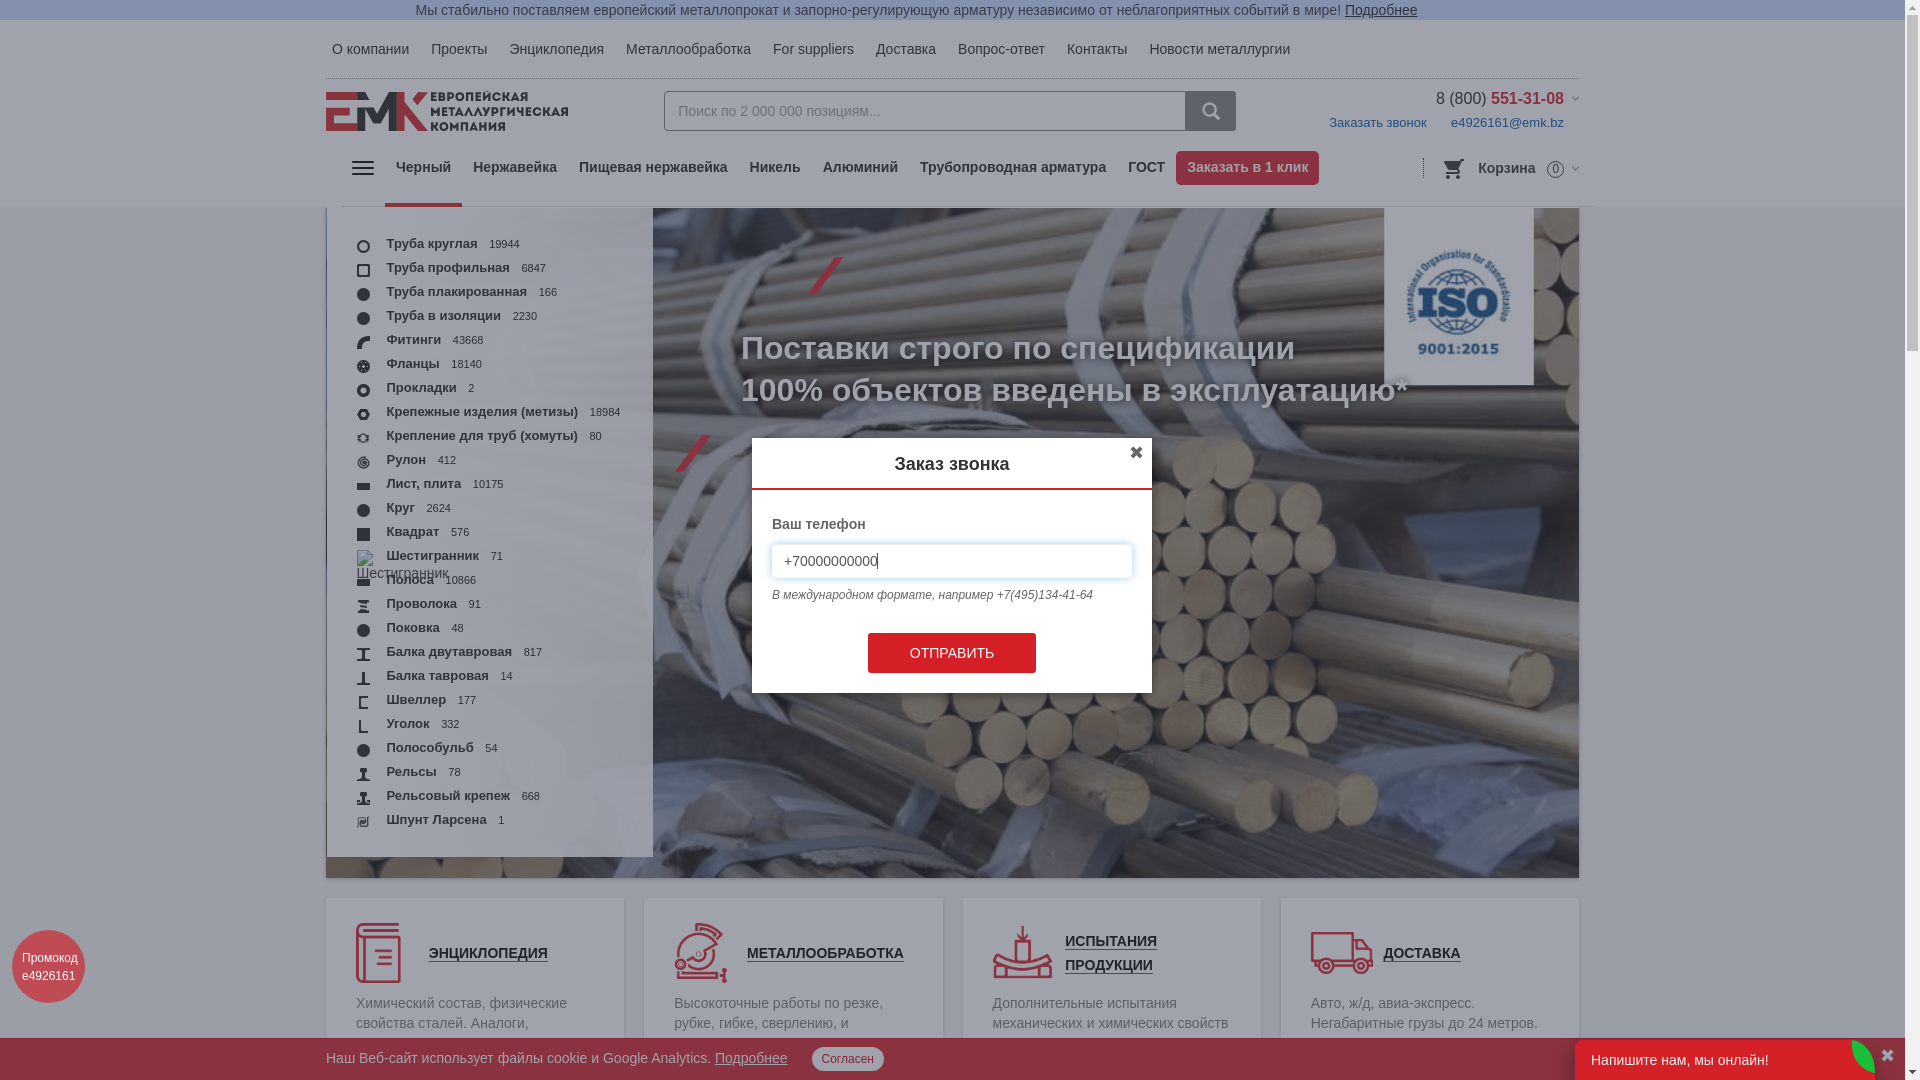 Мы стабильно поставляем европейский металлопрокат и запорно-регулирующую арматуру независимо от неблагоприятных событий в мире! Подробнее
О компании Проекты Энциклопедия Металлообработка For suppliers Доставка Вопрос-ответ Контакты Новости металлургии
ЕМК ЕВРОПЕЙСКАЯ
МЕТАЛЛУРГИЧЕСКАЯ
КОМПАНИЯ
Поиск по 2 000 000 позициям...
8 (800) 551-31-08
Заказать звонок e4926161@emk.bz
Черный Нержавейка Пищевая нержавейка Никель Алюминий Трубопроводная арматура ГОСТ Заказать в 1 клик
Корзина 0
Труба круглая 19944
Труба профильная 6847
Труба плакированная 166
Труба в изоляции 2230
Фитинги 43668
Фланцы 18140
Прокладки 2
Крепежные изделия (метизы) 18984
Крепление для труб (хомуты) 80
Рулон 412
Лист, плита 10175
Круг 2624
Квадрат 576
Шестигранник 71
Шестигранник
Полоса 10866
Проволока 91
Поковка 48
Балка двутавровая 817
Балка тавровая 14
Швеллер 177
Уголок 332
Полособульб 54
Рельсы 78
Рельсовый крепеж 668
Шпунт Ларсена 1
International Organization for Standardization
ISO
9001:2015
Поставки строго по спецификации
100% объектов введены в эксплуатацию*
Заказ звонка
✖
Ваш телефон
+70000000000
В международном формате, например +7(495)134-41-64
ОТПРАВИТЬ
ЭНЦИКЛОПЕДИЯ
Химический состав, физические
свойства сталей. Аналоги,
МЕТАЛЛООБРАБОТКА
Высокоточные работы по резке,
рубке, гибке, сверлению, и
ИСПЫТАНИЯ
ПРОДУКЦИИ
Дополнительные испытания
механических и химических свойств
ДОСТАВКА
Авто, ж/д, авиа-экспресс.
Негабаритные грузы до 24 метров.
Промокод
e4926161
Наш Веб-сайт использует файлы cookie и Google Analytics. Подробнее Согласен
Напишите нам, мы онлайн!
✖